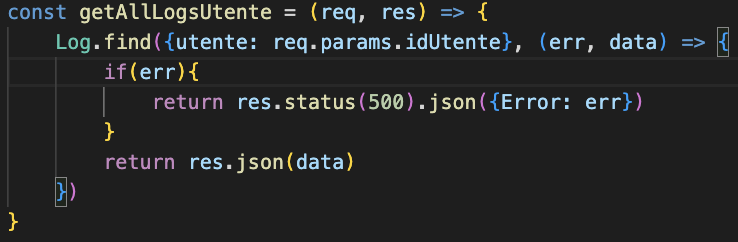 const getAllLogsUtente = (req, res) => {
    Log.find({utente: req.params.idUtente}, (err, data) => {
        if(err){
            return res.status(500).json({Error: err})
        }
        return res.json(data)
    })
}